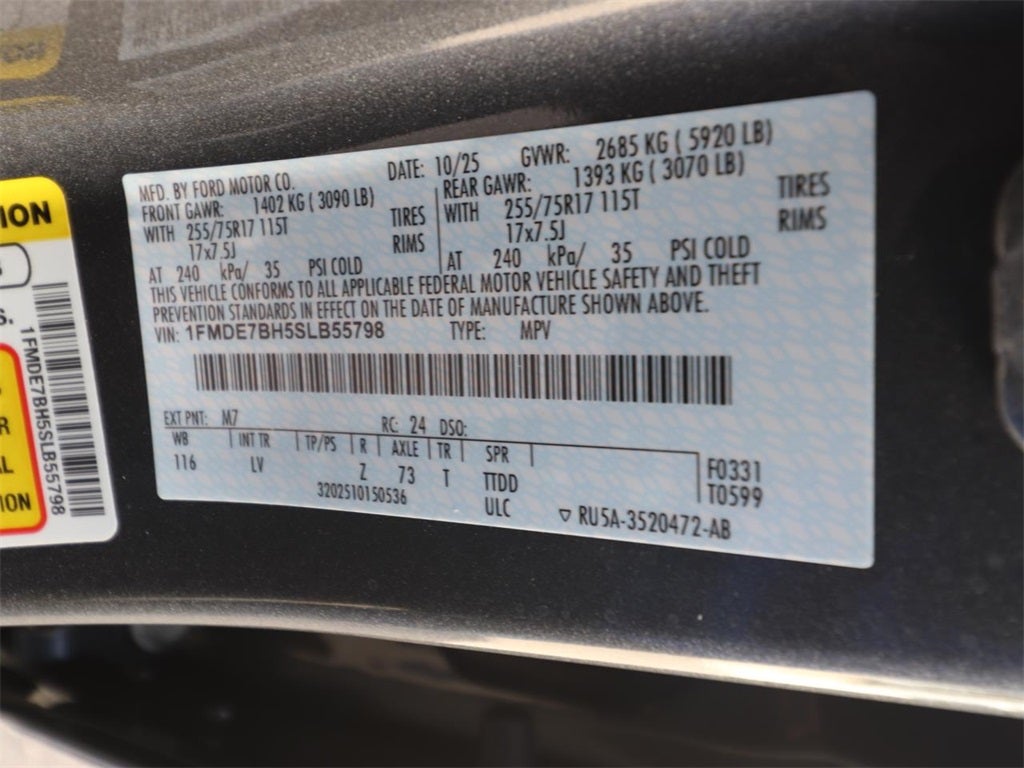 MFD. BY FORD MOTOR CO.
DATE: 10/25
GVWR: 2685 KG ( 5920 LB)
FRONT GAWR: 1402 KG ( 3090 LB)
WITH 255/75R17 115T TIRES
17x7.5J RIMS
AT 240 kPa/ 35 PSI COLD
REAR GAWR: 1393 KG ( 3070 LB)
WITH 255/75R17 115T TIRES
17x7.5J RIMS
AT 240 kPa/ 35 PSI COLD
THIS VEHICLE CONFORMS TO ALL APPLICABLE FEDERAL MOTOR VEHICLE SAFETY AND THEFT
PREVENTION STANDARDS IN EFFECT ON THE DATE OF MANUFACTURE SHOWN ABOVE.
VIN: 1FMDE7BH5SLB55798 TYPE: MPV
EXT PNT: M7 RC: 24 DSO:
WB INT TR TP/PS R AXLE TR SPR
116 LV Z 73 T TTDD
ULC
3202510150536
F0331
T0599
▽ RU5A-3520472-AB
ION
S.
1FMDE7BH5SLB55798
R
AL
ION